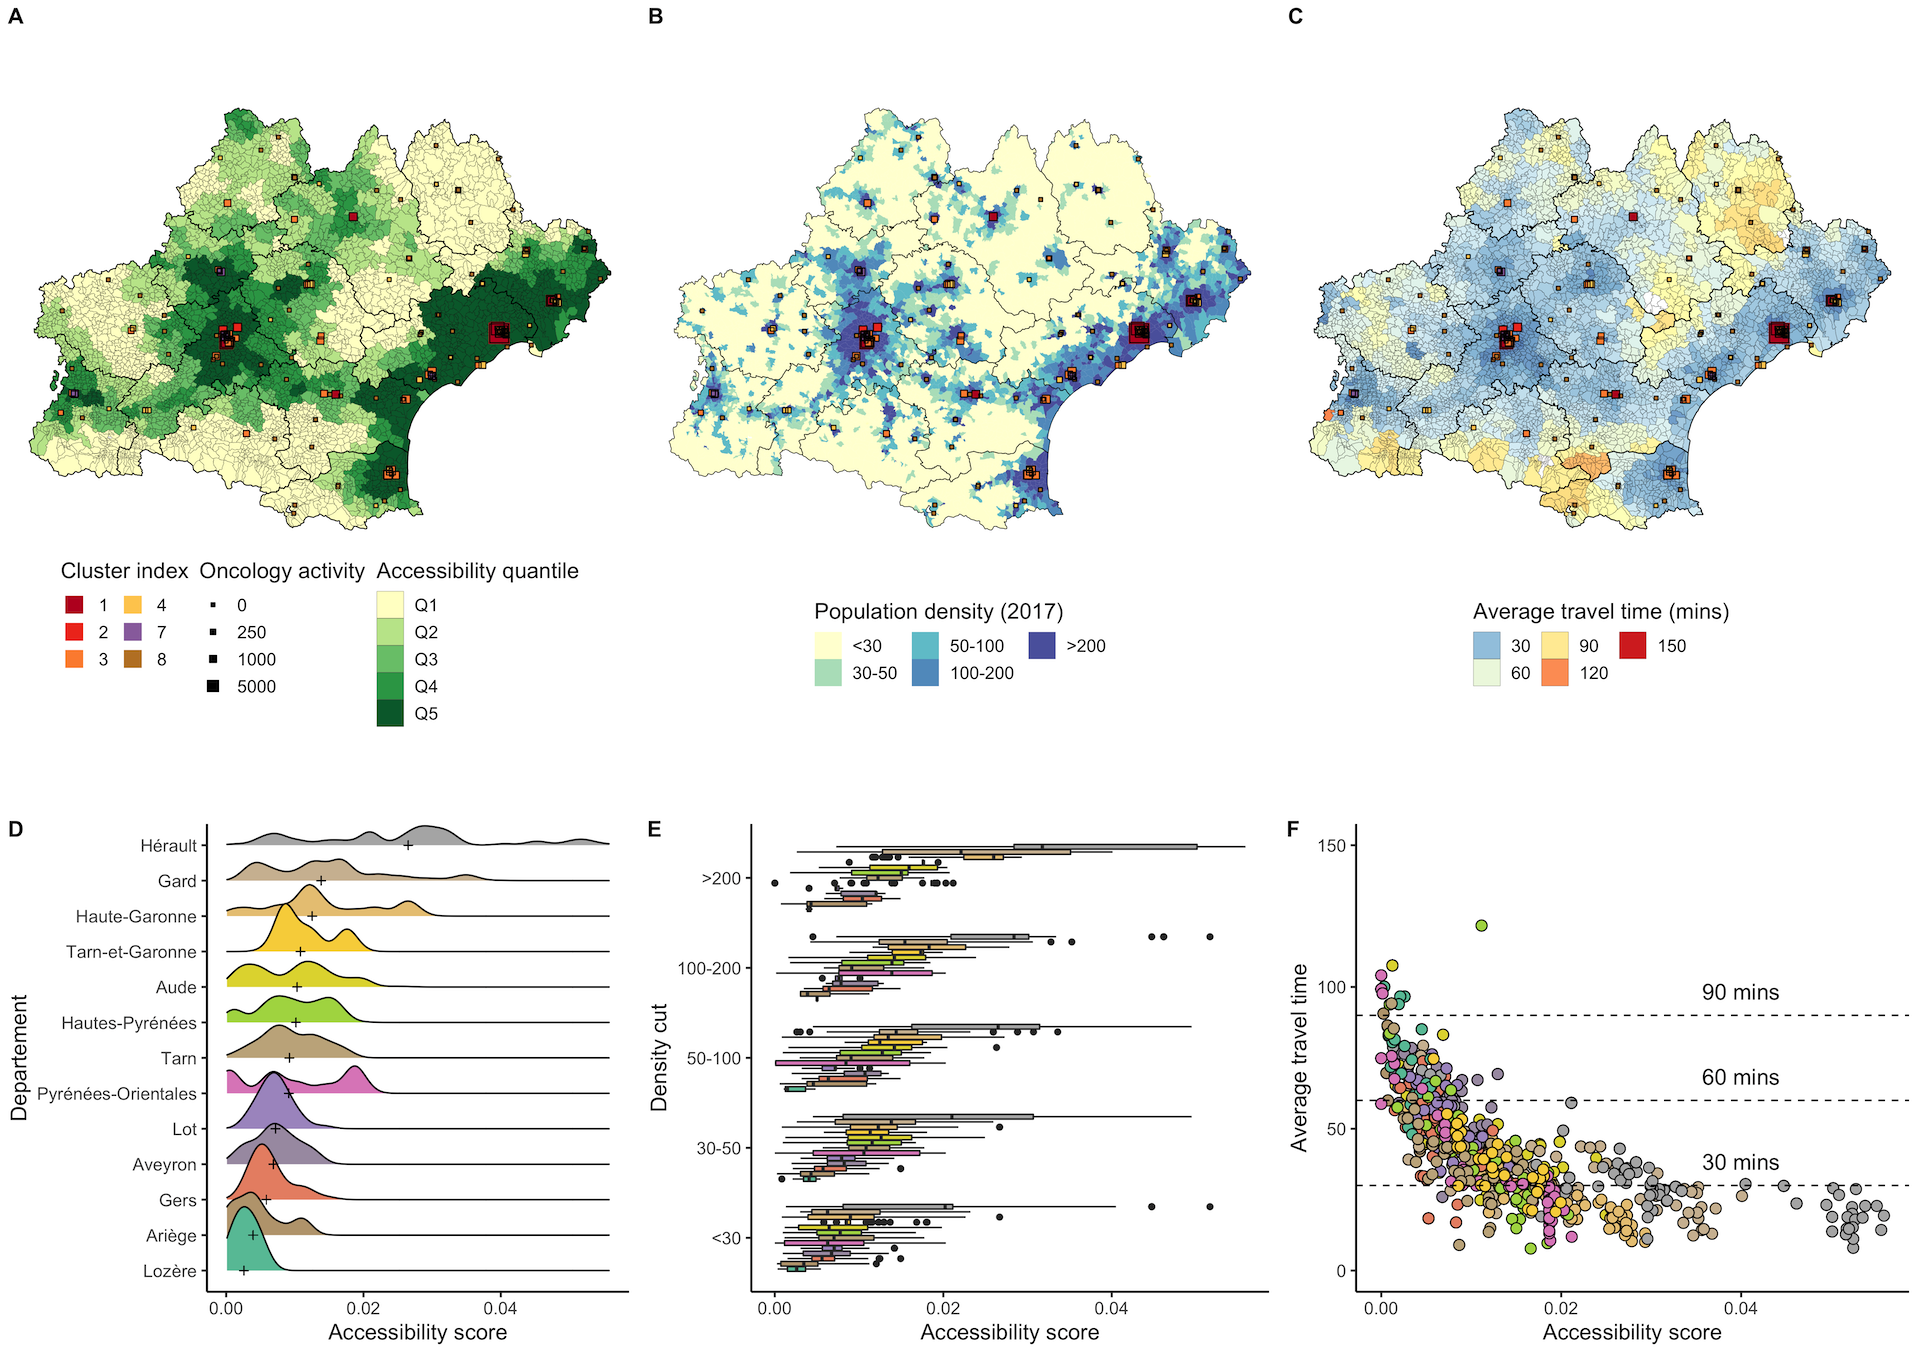 A
B
C
Cluster index
1
4
2
7
3
8
Oncology activity
0
250
1000
5000
Accessibility quantile
Q1
Q2
Q3
Q4
Q5
Population density (2017)
<30
50-100
>200
30-50
100-200
Average travel time (mins)
30
90
150
60
120
D
Departement
Hérault
Gard
Haute-Garonne
Tarn-et-Garonne
Aude
Hautes-Pyrénées
Tarn
Pyrénées-Orientales
Lot
Aveyron
Gers
Ariège
Lozère
0.00
0.02
0.04
Accessibility score
E
Density cut
>200
100-200
50-100
30-50
<30
0.00
0.02
0.04
Accessibility score
F
Average travel time
150
100
50
0
90 mins
60 mins
30 mins
0.00
0.02
0.04
Accessibility score